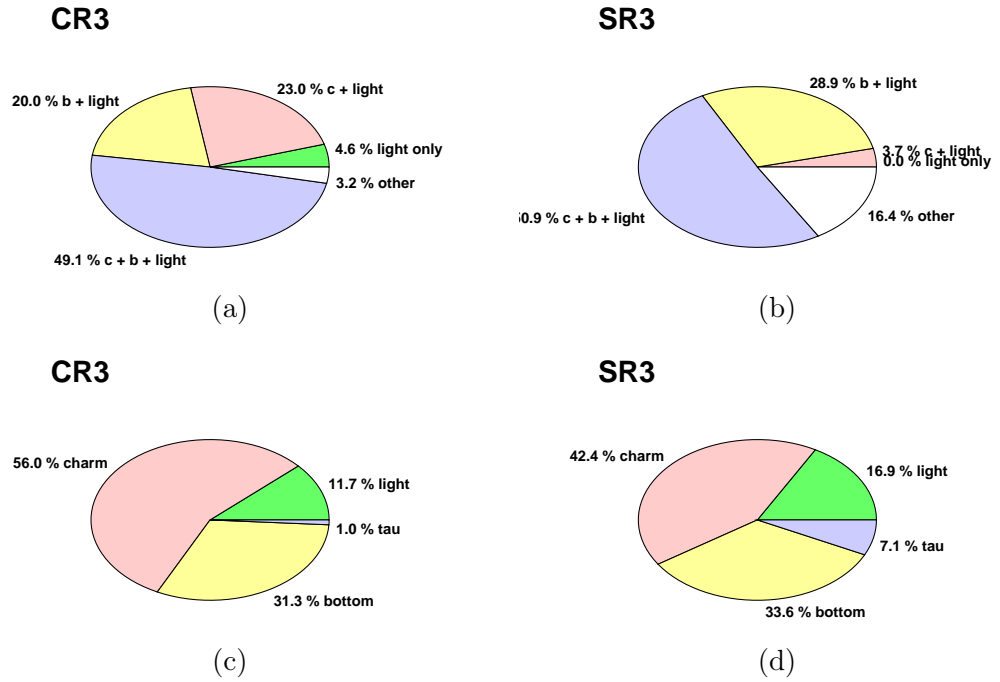 CR3
23.0 % c + light
20.0 % b + light
4.6 % light only
3.2 % other
49.1 % c + b + light
(a)
SR3
28.9 % b + light
3.7 % c + light
0.0 % light only
50.9 % c + b + light
16.4 % other
(b)
CR3
56.0 % charm
11.7 % light
1.0 % tau
31.3 % bottom
(c)
SR3
42.4 % charm
16.9 % light
7.1 % tau
33.6 % bottom
(d)